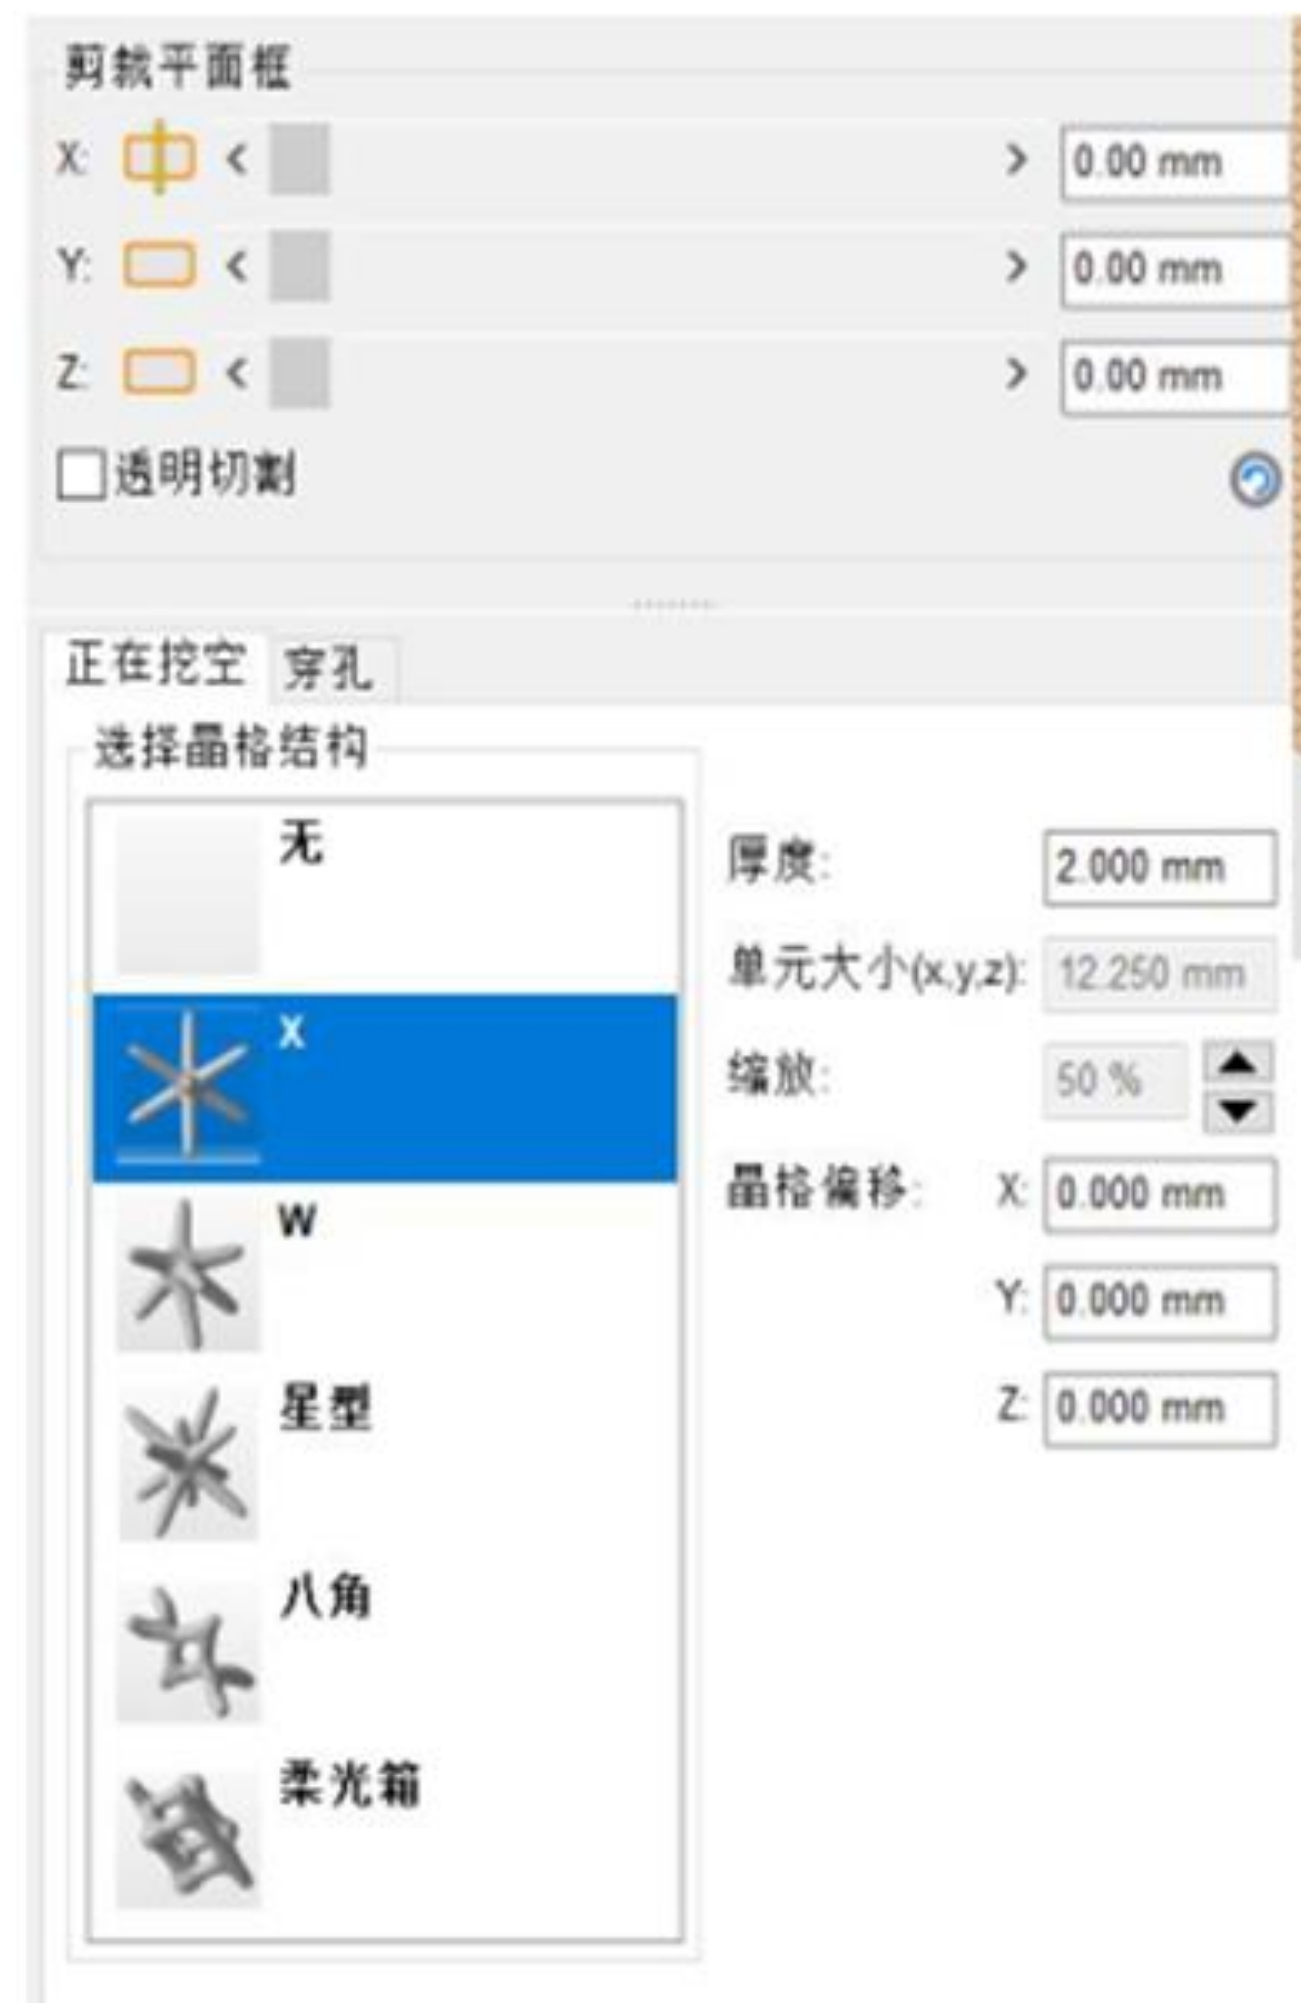 剪裁平面框
X: < > 0.00 mm
Y: < > 0.00 mm
Z: < > 0.00 mm
透明切割
正在挖空 穿孔
选择晶格结构
无
X
W
星型
八角
柔光箱
厚度: 2.000 mm
单元大小(x,y,z): 12.250 mm
缩放: 50 %
晶格偏移: X: 0.000 mm
Y: 0.000 mm
Z: 0.000 mm